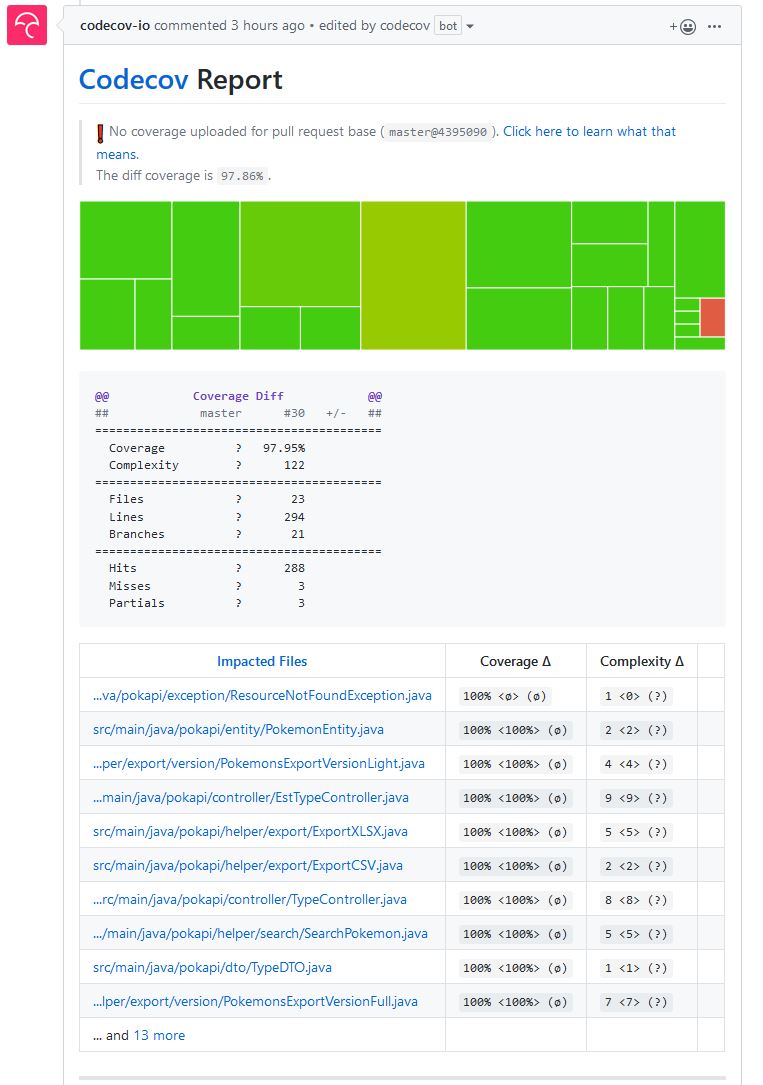 codecov-io commented 3 hours ago • edited by codecov bot
Codecov Report
❗ No coverage uploaded for pull request base ( master@4395090 ). Click here to learn what that
means.
The diff coverage is 97.86% .
@@ Coverage Diff @@
## master #30 +/- ##
=========================================
Coverage ? 97.95%
Complexity ? 122
=========================================
Files ? 23
Lines ? 294
Branches ? 21
=========================================
Hits ? 288
Misses ? 3
Partials ? 3
Impacted Files Coverage Δ Complexity Δ
...va/pokapi/exception/ResourceNotFoundException.java 100% <ø> (ø) 1 <0> (?)
src/main/java/pokapi/entity/PokemonEntity.java 100% <100%> (ø) 2 <2> (?)
...per/export/version/PokemonsExportVersionLight.java 100% <100%> (ø) 4 <4> (?)
...main/java/pokapi/controller/EstTypeController.java 100% <100%> (ø) 9 <9> (?)
src/main/java/pokapi/helper/export/ExportXLSX.java 100% <100%> (ø) 5 <5> (?)
src/main/java/pokapi/helper/export/ExportCSV.java 100% <100%> (ø) 2 <2> (?)
...rc/main/java/pokapi/controller/TypeController.java 100% <100%> (ø) 8 <8> (?)
.../main/java/pokapi/helper/search/SearchPokemon.java 100% <100%> (ø) 5 <5> (?)
src/main/java/pokapi/dto/TypeDTO.java 100% <100%> (ø) 1 <1> (?)
...lper/export/version/PokemonsExportVersionFull.java 100% <100%> (ø) 7 <7> (?)
... and 13 more